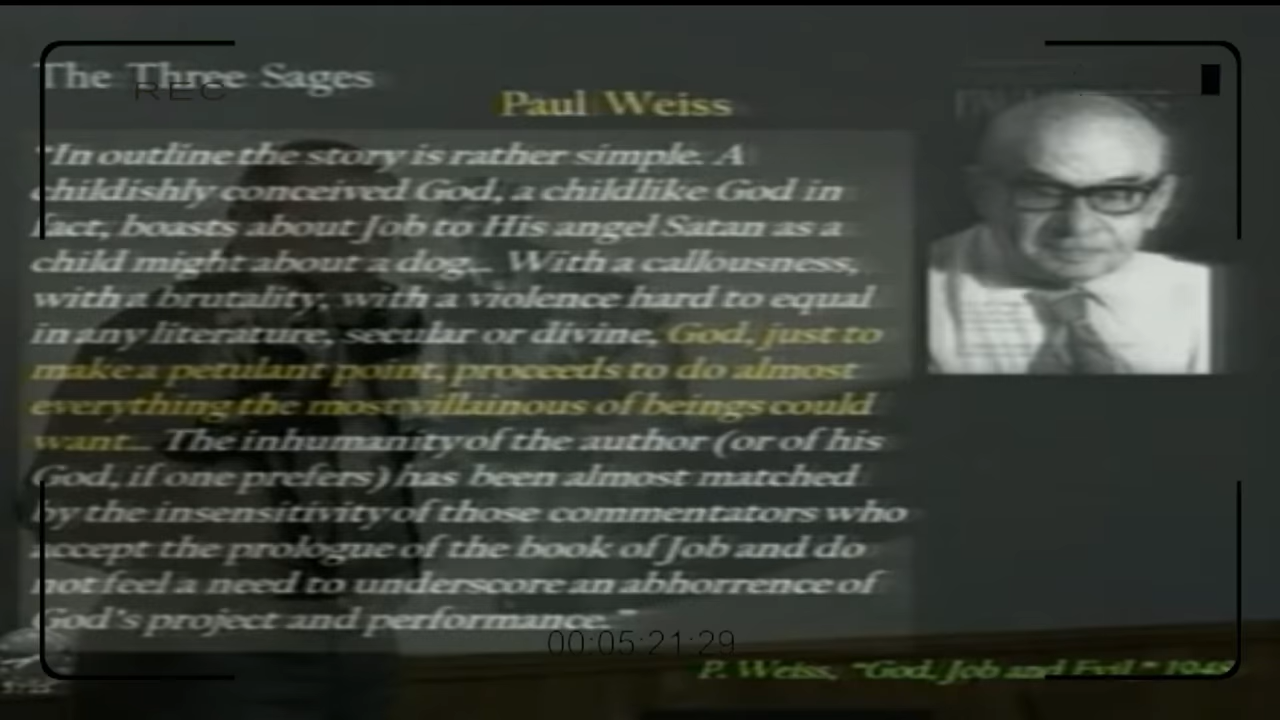 The Three Sages
REC
Paul Weiss
"In outline the story is rather simple. A
childishly conceived God, a childlike God in
fact, boasts about Job to His angel Satan as a
child might about a dog... With a callousness,
with a brutality, with a violence hard to equal
in any literature, secular or divine, God, just to
make a petulant point, proceeds to do almost
everything the most villainous of beings could
want... The inhumanity of the author (or of his
God, if one prefers) has been almost matched
by the insensitivity of those commentators who
accept the prologue of the book of Job and do
not feel a need to underscore an abhorrence of
God's project and performance."
00:05:21:29
P. Weiss, "God, Job and Evil," 1948